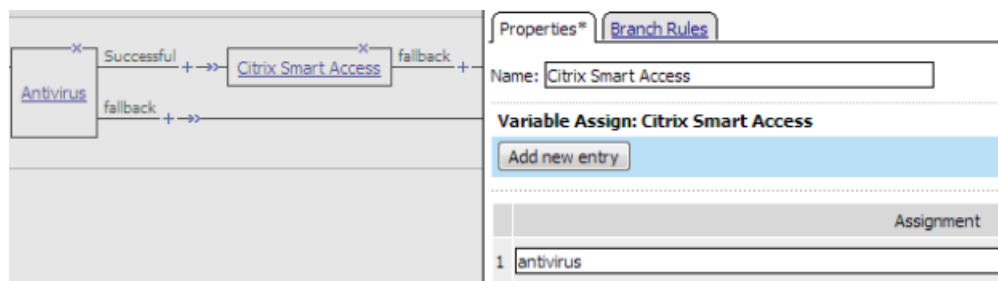 Antivirus
Successful
fallback
Citrix Smart Access
fallback
Properties* Branch Rules
Name: Citrix Smart Access
Variable Assign: Citrix Smart Access
Add new entry
Assignment
1 antivirus